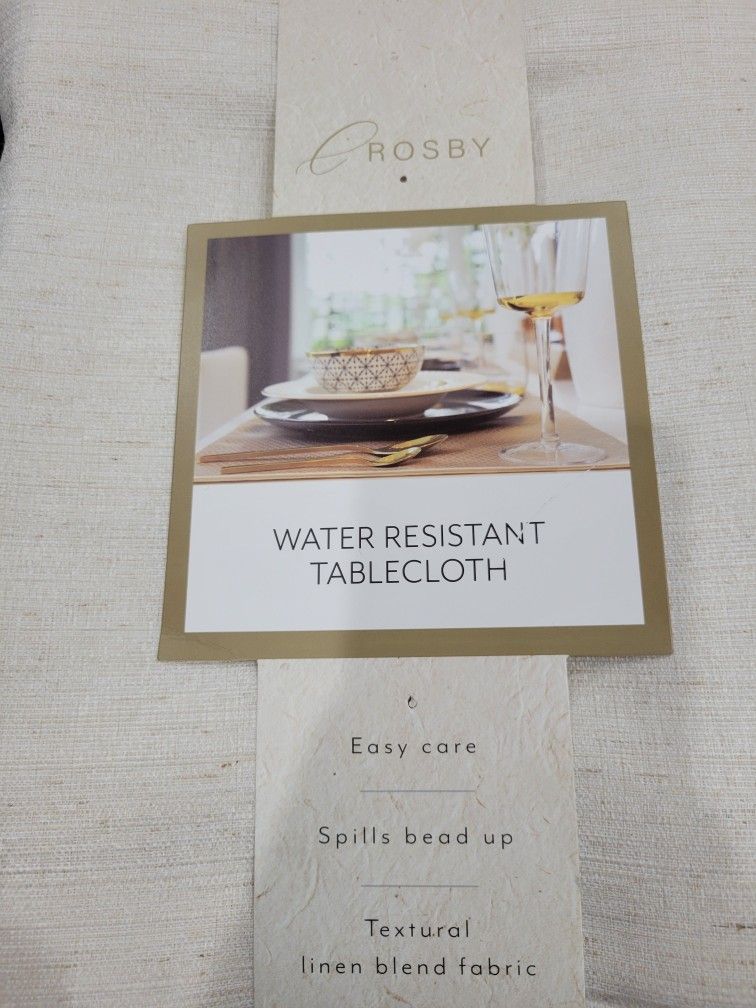 CROSBY
WATER RESISTANT
TABLECLOTH
Easy care
Spills bead up
Textural
linen blend fabric